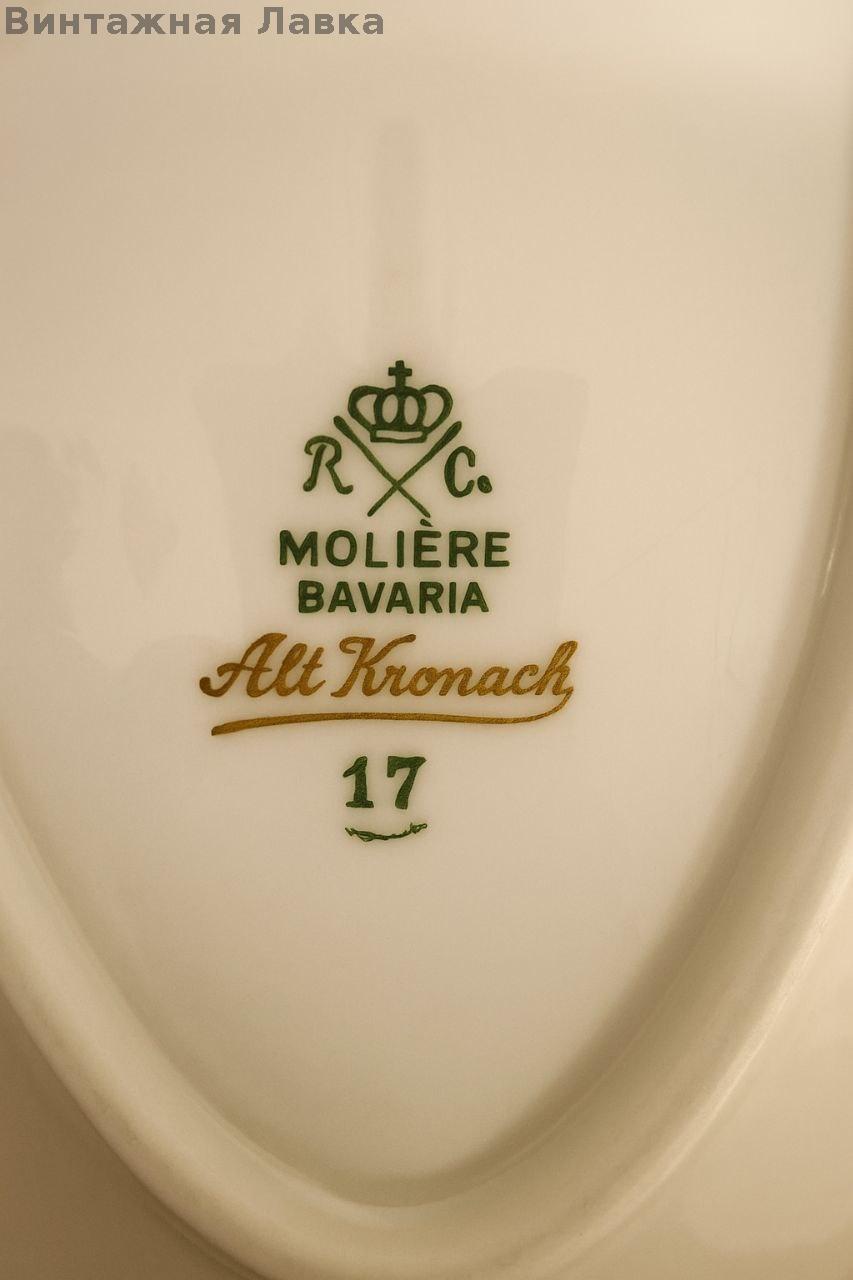 Винтажная Лавка
R C.
MOLIÈRE
BAVARIA
Alt Kronach
17